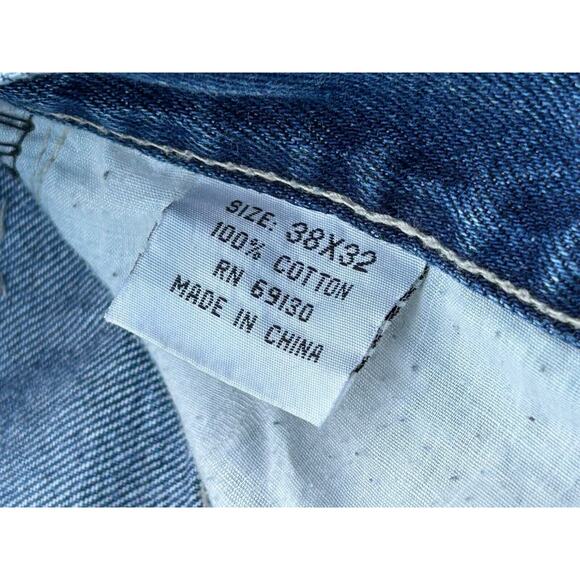 SIZE: 38X32
100% COTTON
RN 69130
MADE IN CHINA